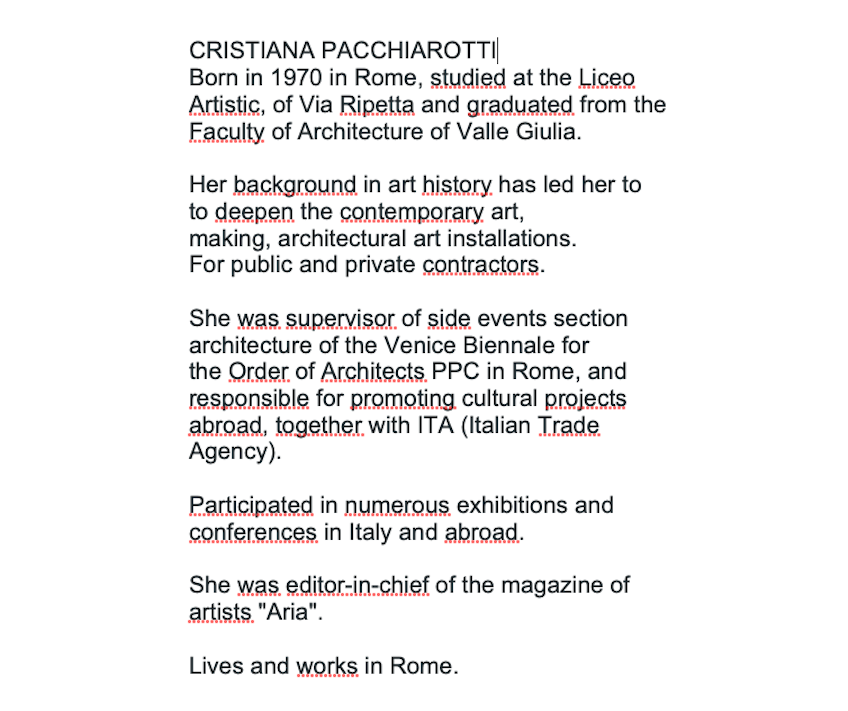 CRISTIANA PACCHIAROTTI
Born in 1970 in Rome, studied at the Liceo
Artistic, of Via Ripetta and graduated from the
Faculty of Architecture of Valle Giulia.
Her background in art history has led her to
to deepen the contemporary art,
making, architectural art installations.
For public and private contractors.
She was supervisor of side events section
architecture of the Venice Biennale for
the Order of Architects PPC in Rome, and
responsible for promoting cultural projects
abroad, together with ITA (Italian Trade
Agency).
Participated in numerous exhibitions and
conferences in Italy and abroad.
She was editor-in-chief of the magazine of
artists "Aria".
Lives and works in Rome.